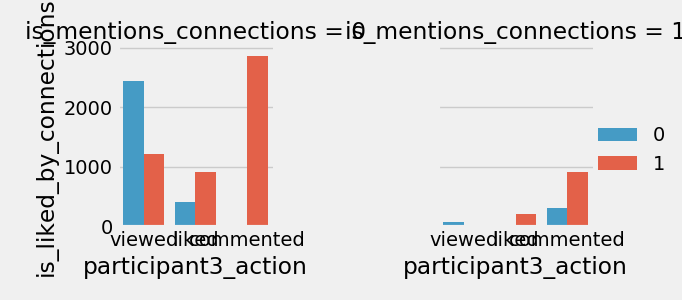 is_mentions_connections = 0
is_mentions_connections = 1
is_liked_by_connections
3000
2000
1000
0
viewed
liked
commented
viewed
liked
commented
participant3_action
participant3_action
0
1